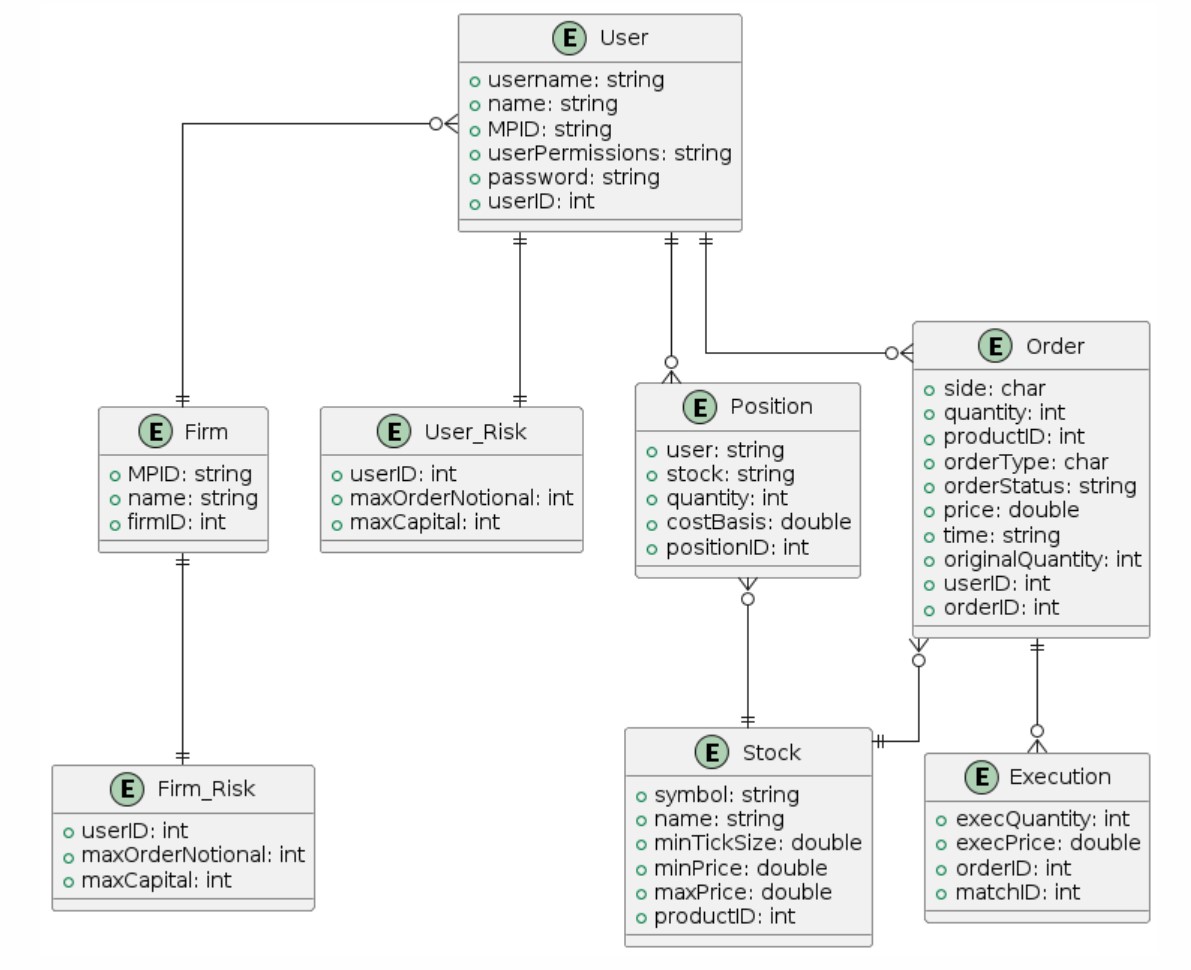 E User
username: string
name: string
MPID: string
userPermissions: string
password: string
userID: int
E Order
side: char
quantity: int
productID: int
orderType: char
orderStatus: string
price: double
time: string
originalQuantity: int
userID: int
orderID: int
E Firm
MPID: string
name: string
firmID: int
E User_Risk
userID: int
maxOrderNotional: int
maxCapital: int
E Position
user: string
stock: string
quantity: int
costBasis: double
positionID: int
E Firm_Risk
userID: int
maxOrderNotional: int
maxCapital: int
E Stock
symbol: string
name: string
minTickSize: double
minPrice: double
maxPrice: double
productID: int
E Execution
execQuantity: int
execPrice: double
orderID: int
matchID: int